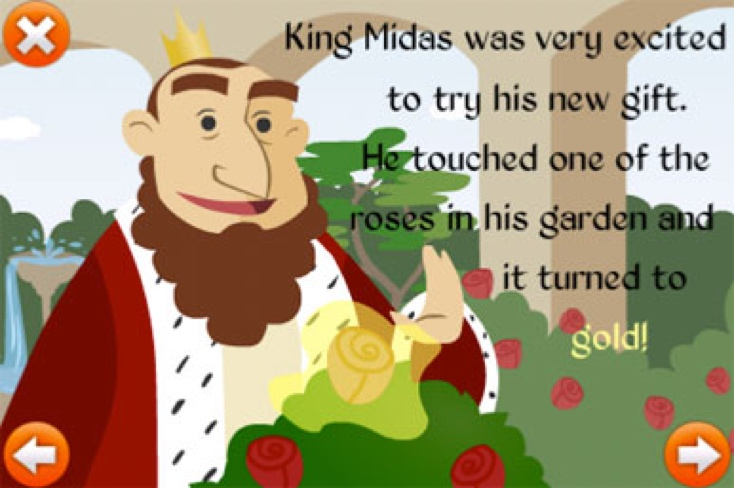 King Midas was very excited
to try his new gift.
He touched one of the
roses in his garden and
it turned to
gold!